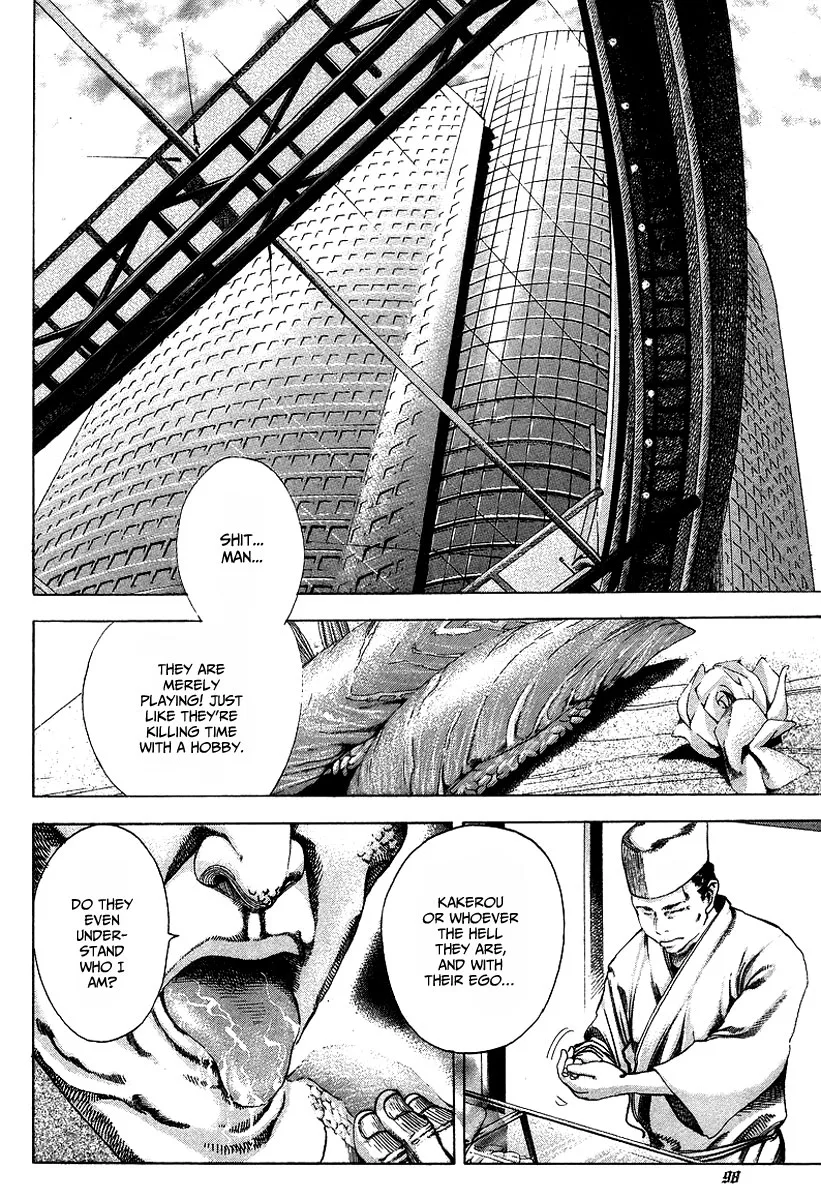 SHIT...
MAN...
THEY ARE
MERELY
PLAYING! JUST
LIKE THEY'RE
KILLING TIME
WITH A HOBBY.
KAKEROU
OR WHOEVER
THE HELL
THEY ARE,
AND WITH
THEIR EGO...
DO THEY
EVEN
UNDER-
STAND
WHO I
AM?
98